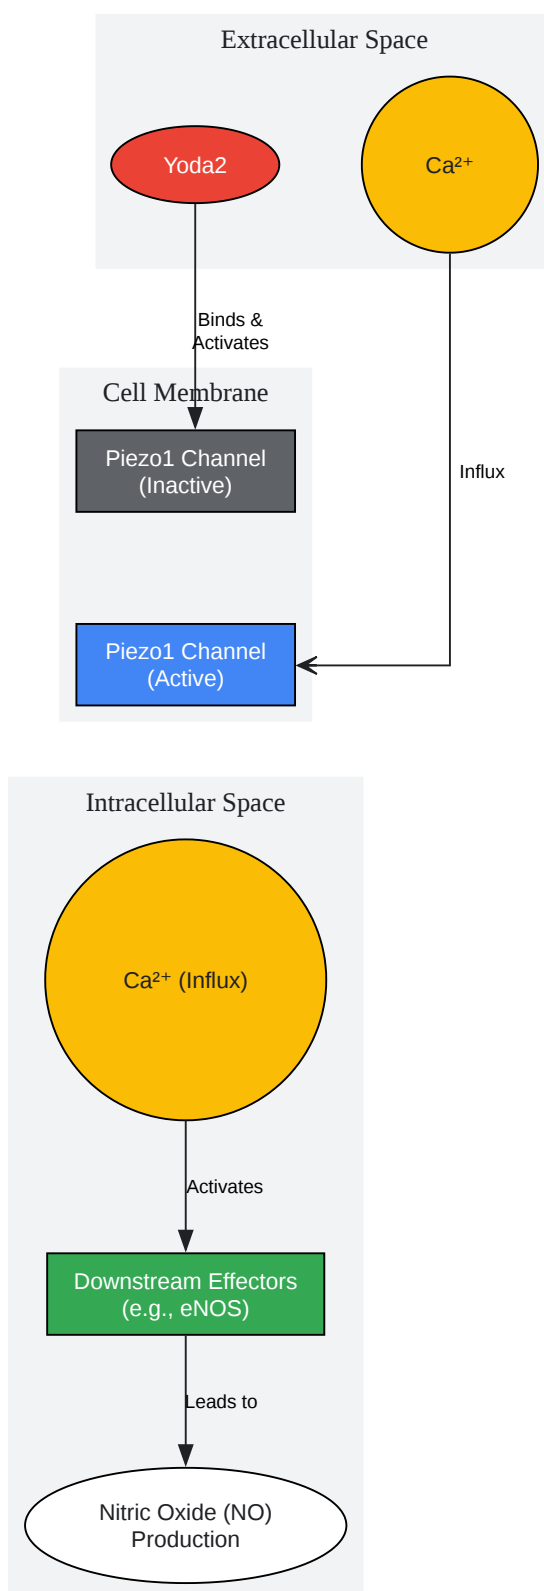 Extracellular Space
Yoda2
Ca²⁺
Binds &
Activates
Cell Membrane
Piezo1 Channel
(Inactive)
Influx
Piezo1 Channel
(Active)
Intracellular Space
Ca²⁺ (Influx)
Activates
Downstream Effectors
(e.g., eNOS)
Leads to
Nitric Oxide (NO)
Production